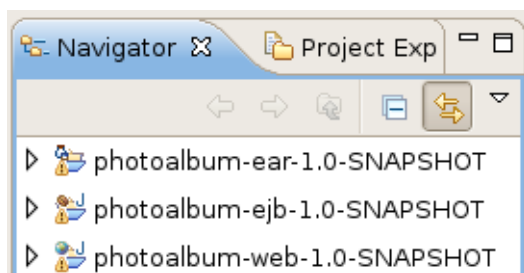 Navigator Project Exp
photoalbum-ear-1.0-SNAPSHOT
photoalbum-ejb-1.0-SNAPSHOT
photoalbum-web-1.0-SNAPSHOT